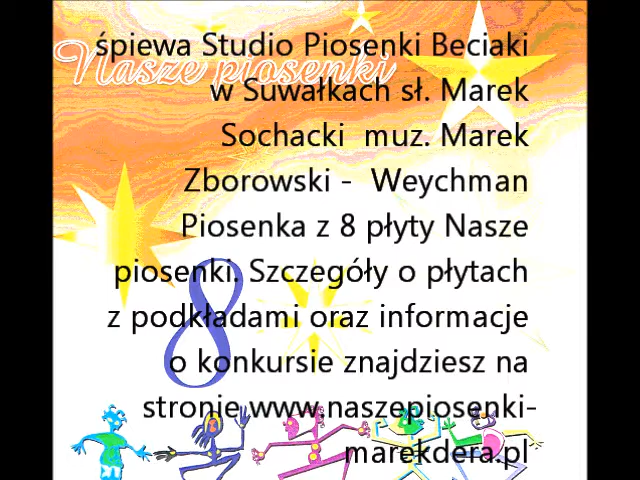 śpiewa Studio Piosenki Beciaki
Nasze piosenki
w Suwałkach sł. Marek
Sochacki muz. Marek
Zborowski - Weychman
Piosenka z 8 płyty Nasze
piosenki. Szczegóły o płytach
8
z podkładami oraz informacje
o konkursie znajdziesz na
stronie www.naszepiosenki-
marekdera.pl